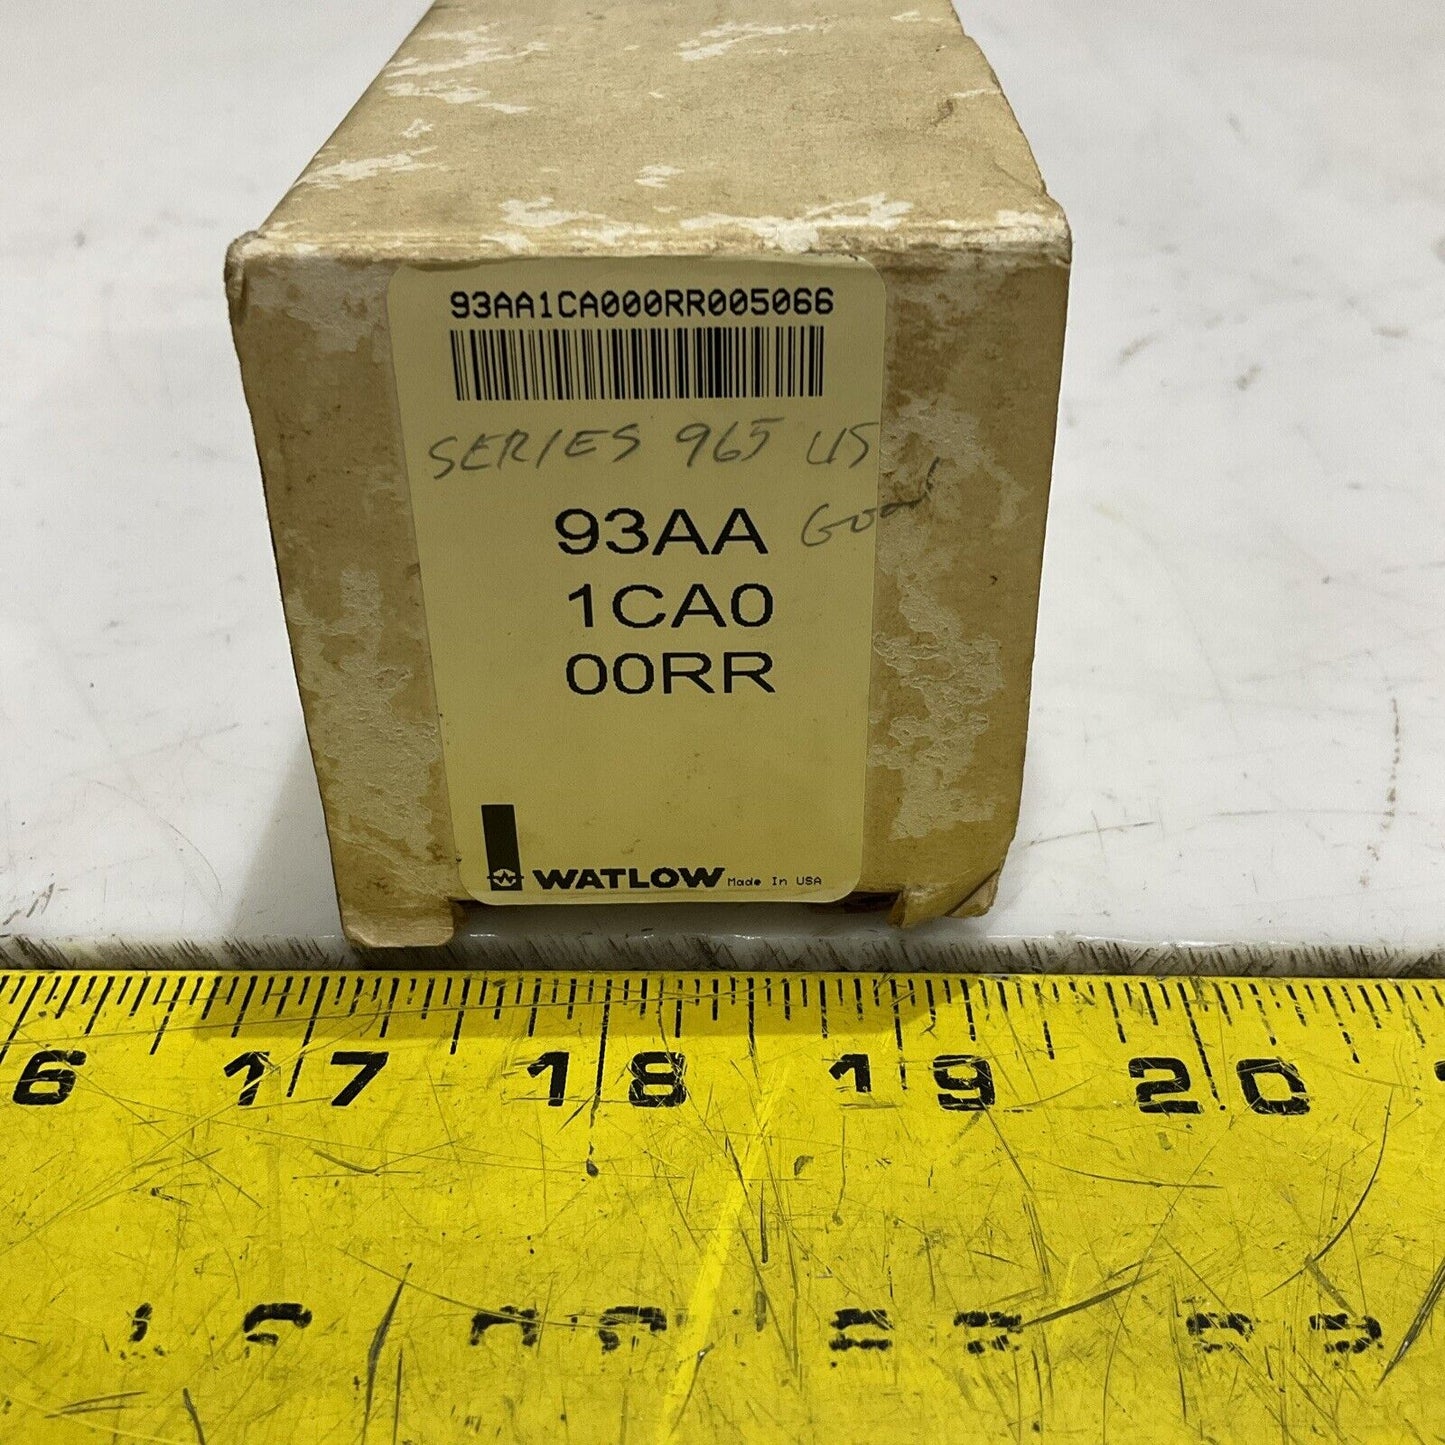 93AA1CA000RR005066
SERIES 965 US
Good
93AA
1CA0
00RR
WATLOW Made In USA
6 17 18 19 20